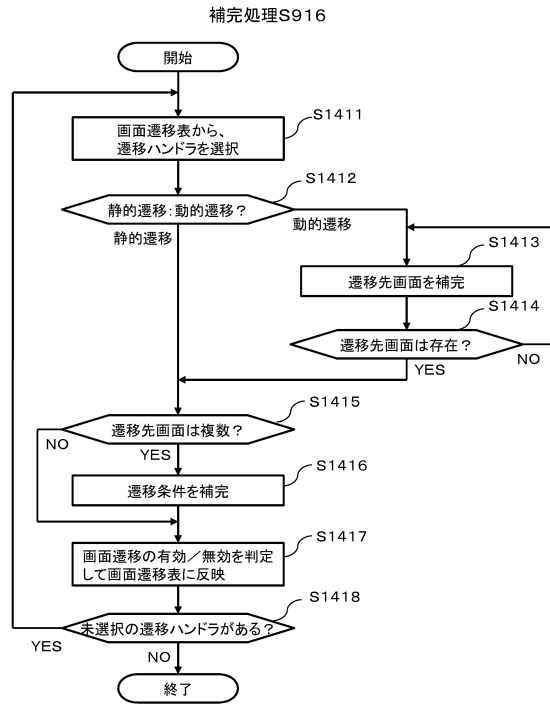 補完処理S916
開始
S1411
画面遷移表から、
遷移ハンドラを選択
S1412
静的遷移：動的遷移？
静的遷移
動的遷移
S1413
遷移先画面を補完
S1414
遷移先画面は存在？
NO
YES
S1415
遷移先画面は複数？
NO
YES
S1416
遷移条件を補完
S1417
画面遷移の有効／無効を判定
して画面遷移表に反映
S1418
未選択の遷移ハンドラがある？
YES
NO
終了